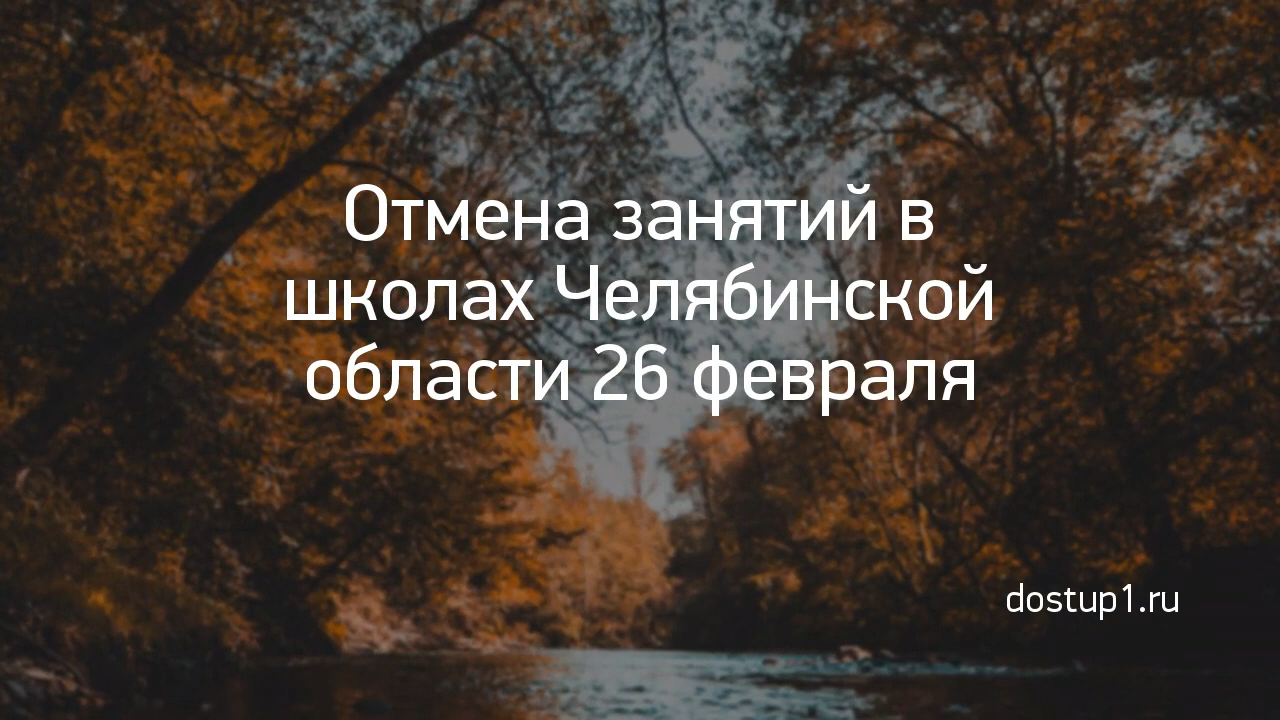 Отмена занятий в
школах Челябинской
области 26 февраля
dostup1.ru